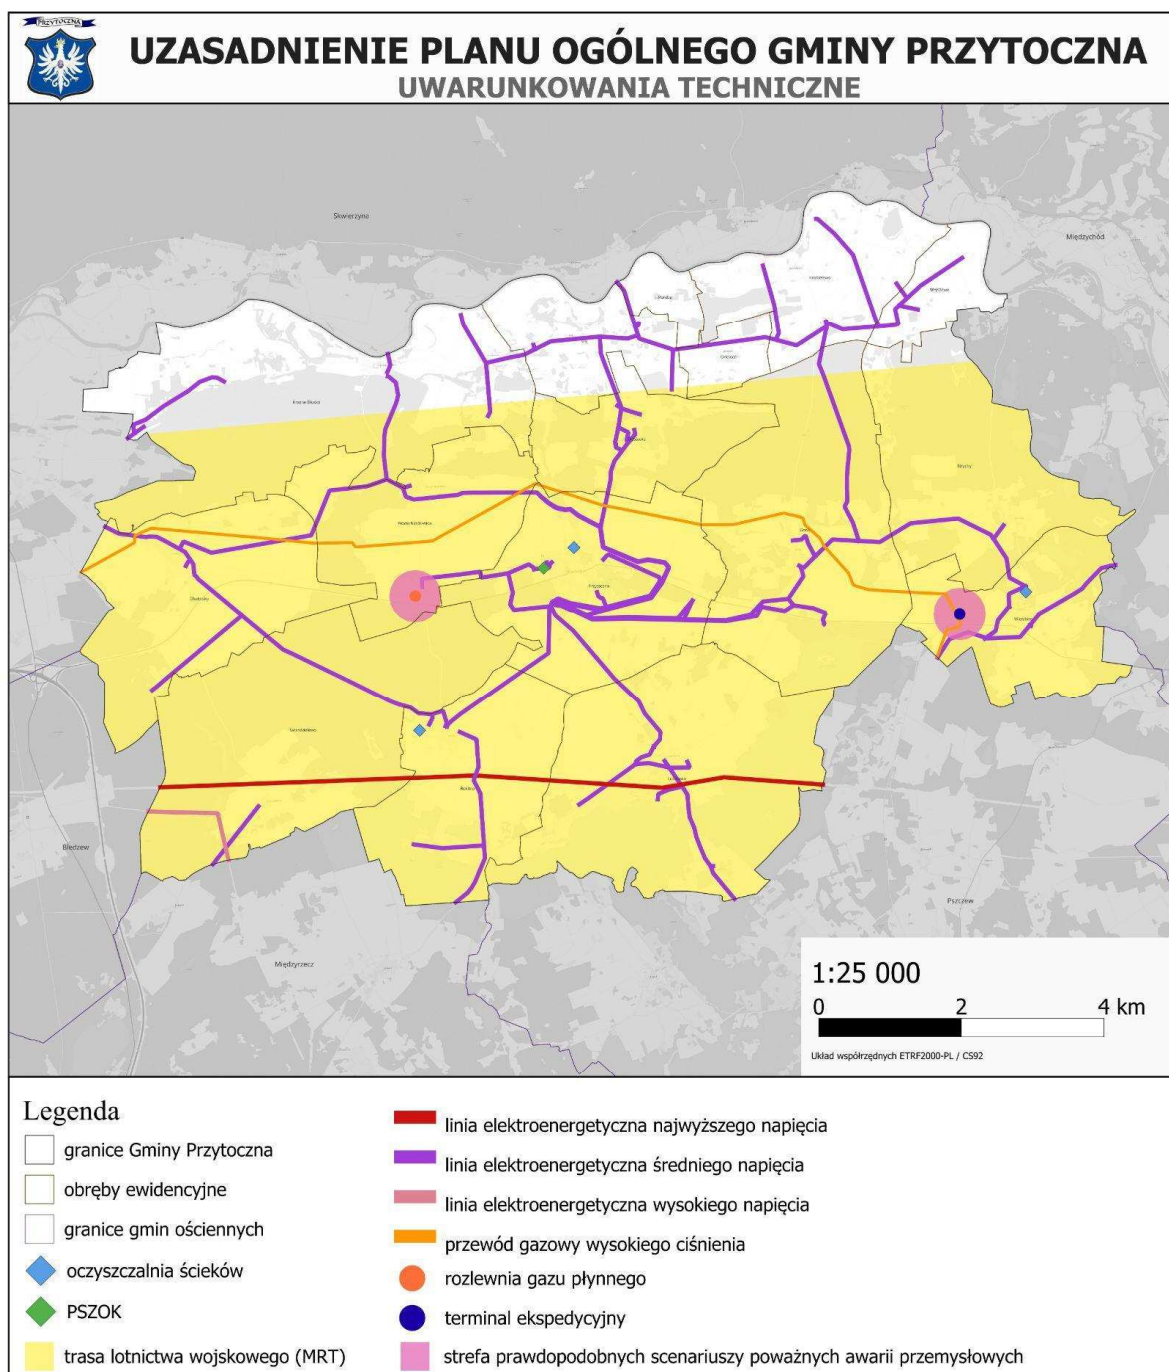 PRZYTOCZNA
UZASADNIENIE PLANU OGÓLNEGO GMINY PRZYTOCZNA
UWARUNKOWANIA TECHNICZNE
Skwierzyna
Międzychód
Przytoczna
Bledzew
Pszczew
Międzyrzecz
1:25 000
0 2 4 km
Układ współrzędnych ETRF2000-PL / CS92
Legenda
granice Gminy Przytoczna
obręby ewidencyjne
granice gmin ościennych
oczyszczalnia ścieków
PSZOK
trasa lotnictwa wojskowego (MRT)
linia elektroenergetyczna najwyższego napięcia
linia elektroenergetyczna średniego napięcia
linia elektroenergetyczna wysokiego napięcia
przewód gazowy wysokiego ciśnienia
rozlewnia gazu płynnego
terminal ekspedycyjny
strefa prawdopodobnych scenariuszy poważnych awarii przemysłowych